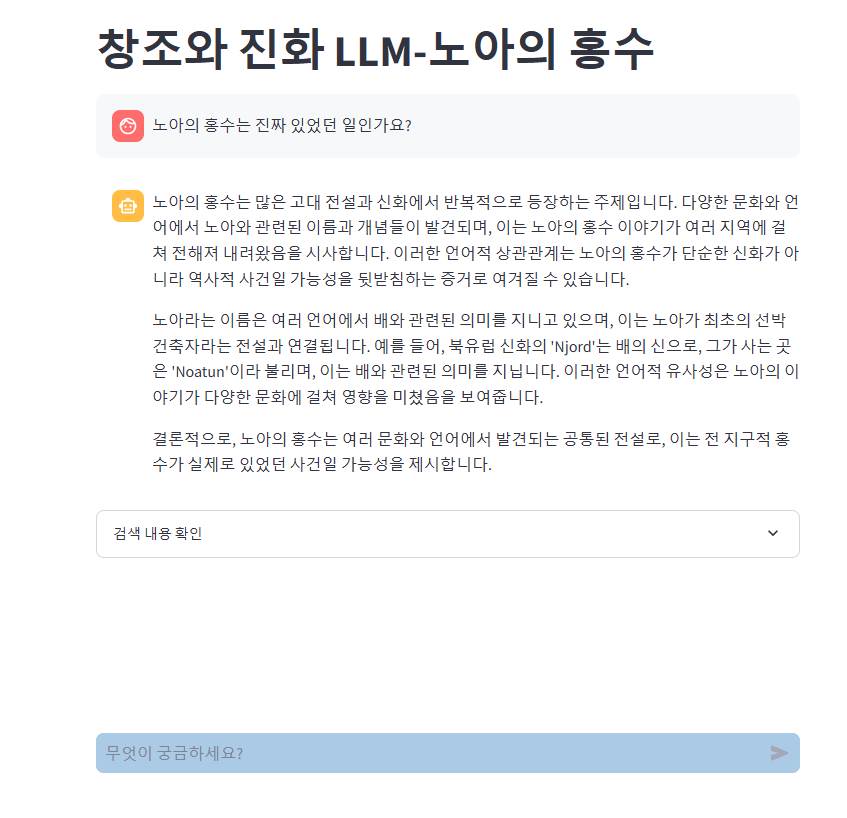 창조와 진화 LLM-노아의 홍수
노아의 홍수는 진짜 있었던 일인가요?
노아의 홍수는 많은 고대 전설과 신화에서 반복적으로 등장하는 주제입니다. 다양한 문화와 언
어에서 노아와 관련된 이름과 개념들이 발견되며, 이는 노아의 홍수 이야기가 여러 지역에 걸
쳐 전해져 내려왔음을 시사합니다. 이러한 언어적 상관관계는 노아의 홍수가 단순한 신화가 아
니라 역사적 사건일 가능성을 뒷받침하는 증거로 여겨질 수 있습니다.
노아라는 이름은 여러 언어에서 배와 관련된 의미를 지니고 있으며, 이는 노아가 최초의 선박
건축자라는 전설과 연결됩니다. 예를 들어, 북유럽 신화의 'Njord'는 배의 신으로, 그가 사는 곳
은 'Noatun'이라 불리며, 이는 배와 관련된 의미를 지닙니다. 이러한 언어적 유사성은 노아의 이
야기가 다양한 문화에 걸쳐 영향을 미쳤음을 보여줍니다.
결론적으로, 노아의 홍수는 여러 문화와 언어에서 발견되는 공통된 전설로, 이는 전 지구적 홍
수가 실제로 있었던 사건일 가능성을 제시합니다.
검색 내용 확인
무엇이 궁금하세요?